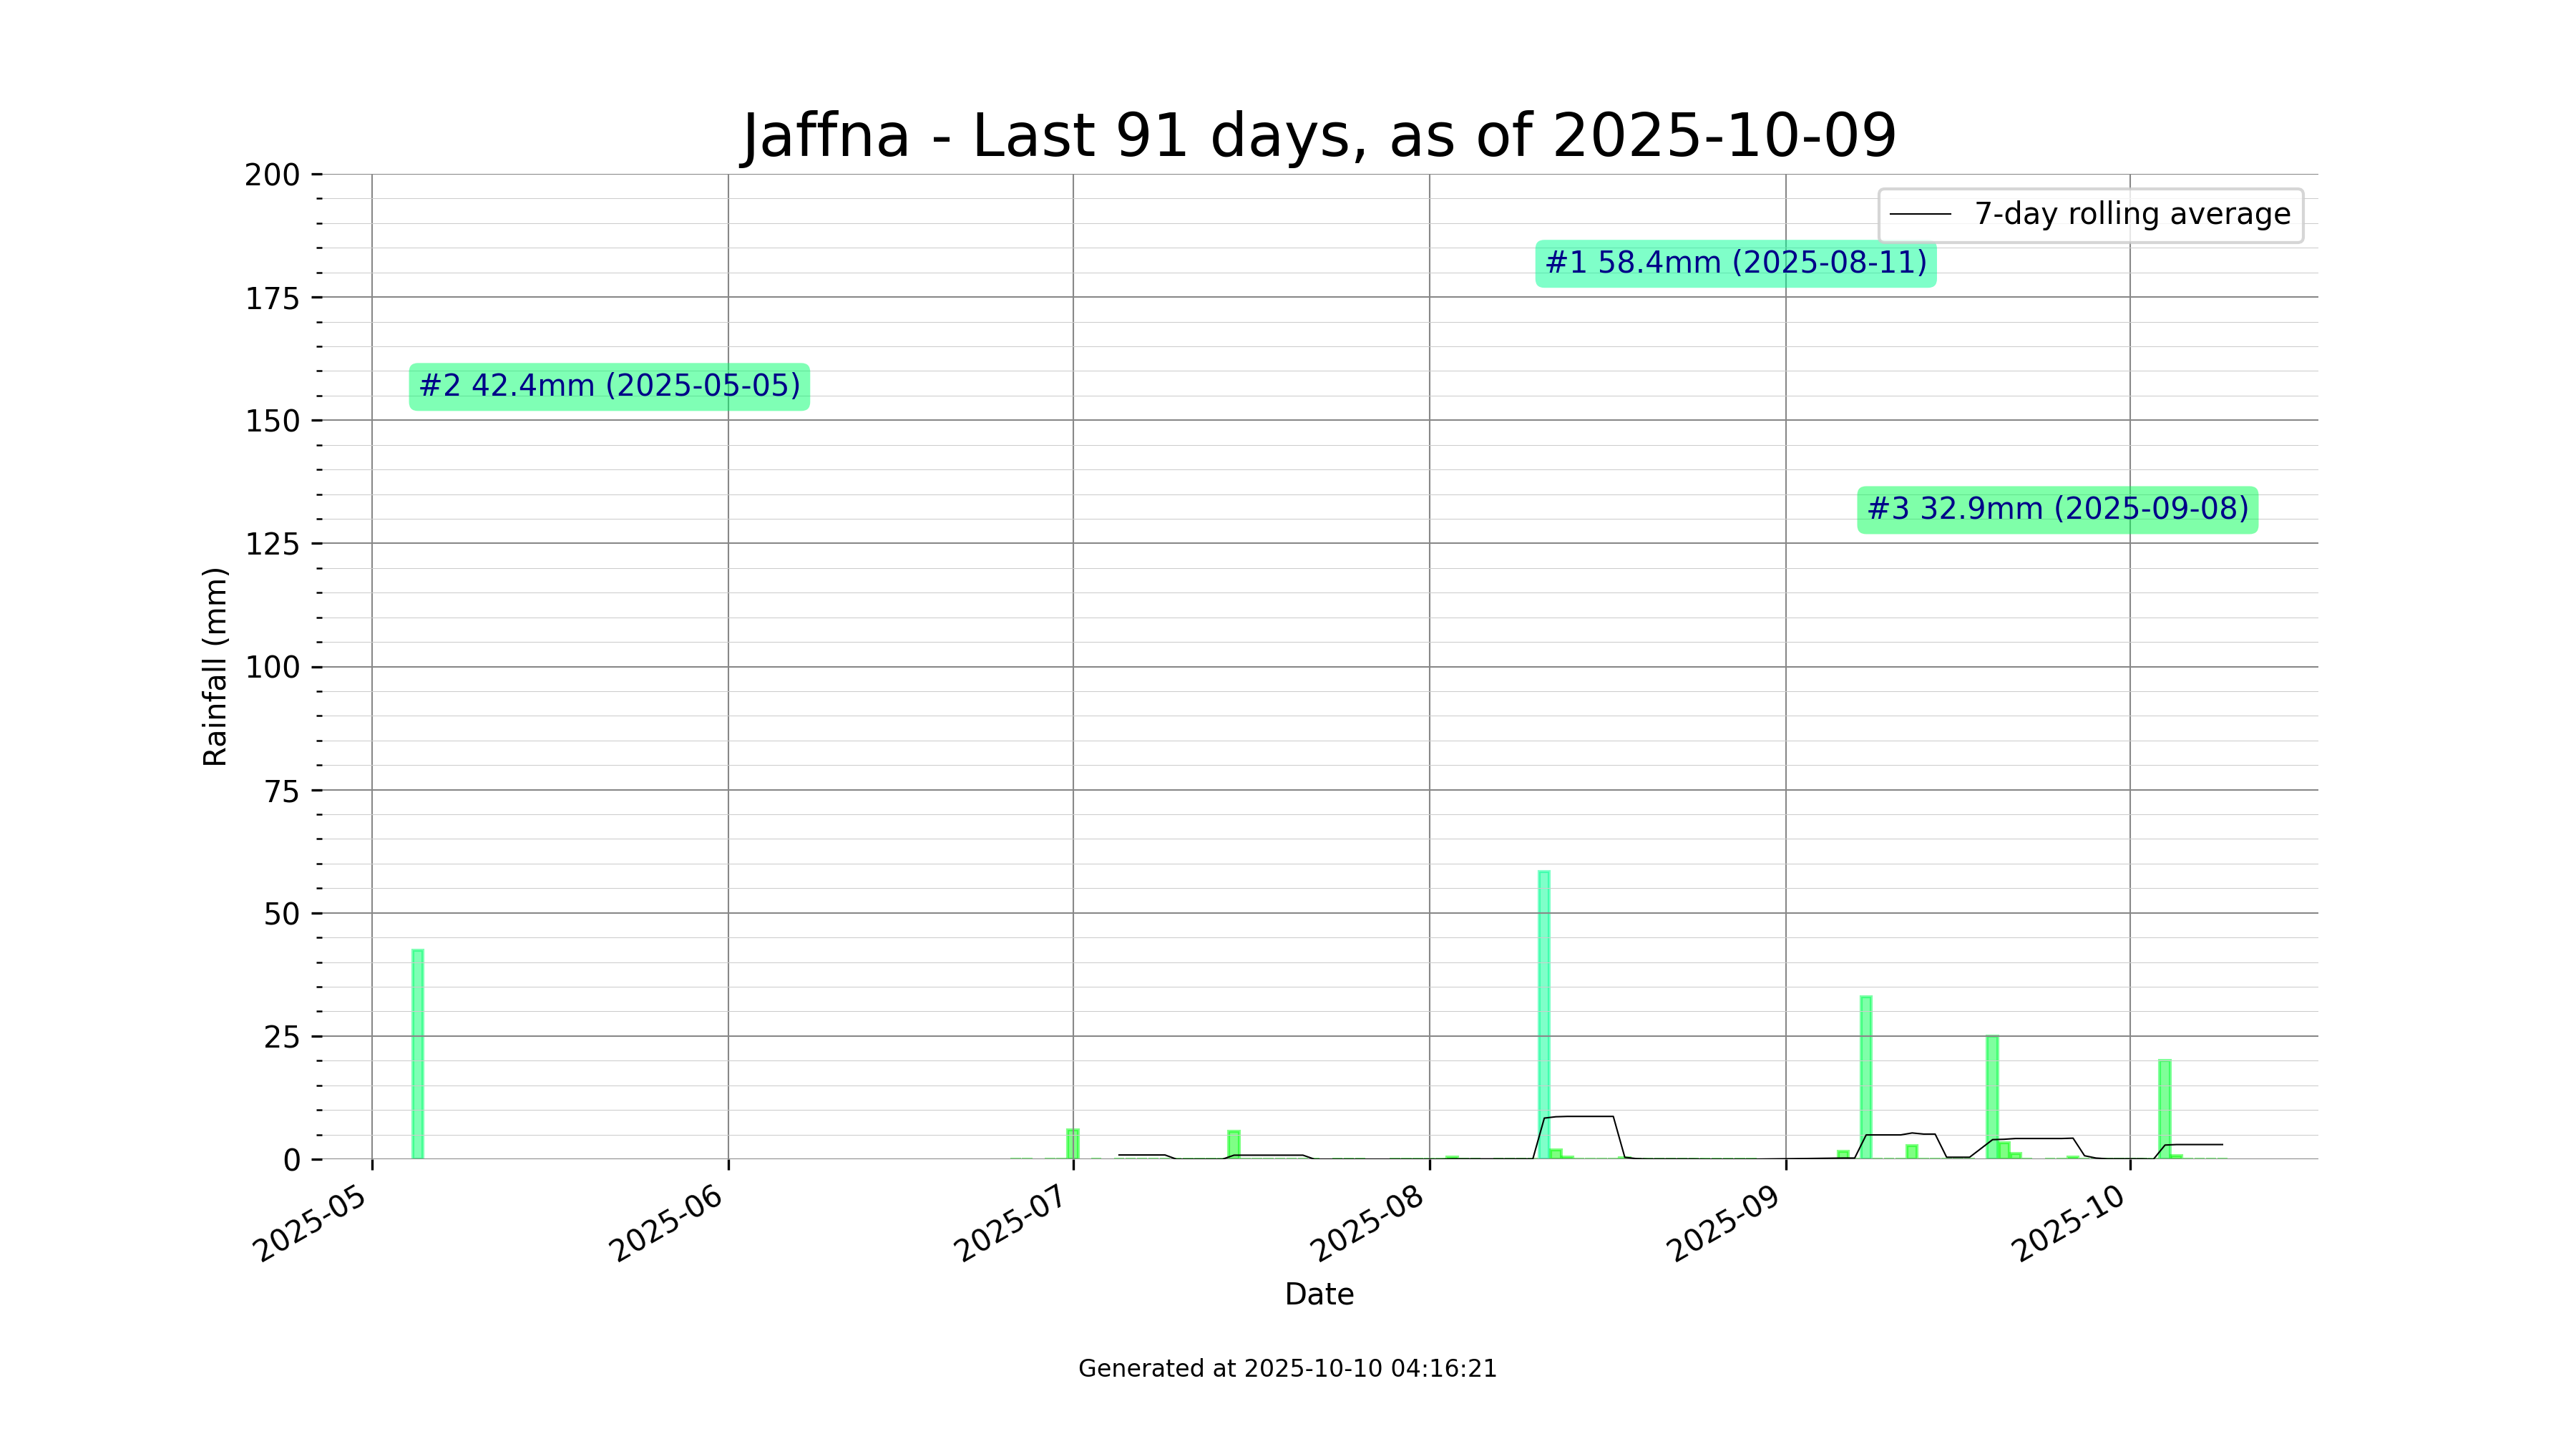 Jaffna - Last 91 days, as of 2025-10-09
200
175
150
125
100
75
50
25
0
Rainfall (mm)
7-day rolling average
#1 58.4mm (2025-08-11)
#2 42.4mm (2025-05-05)
#3 32.9mm (2025-09-08)
2025-05
2025-06
2025-07
2025-08
2025-09
2025-10
Date
Generated at 2025-10-10 04:16:21